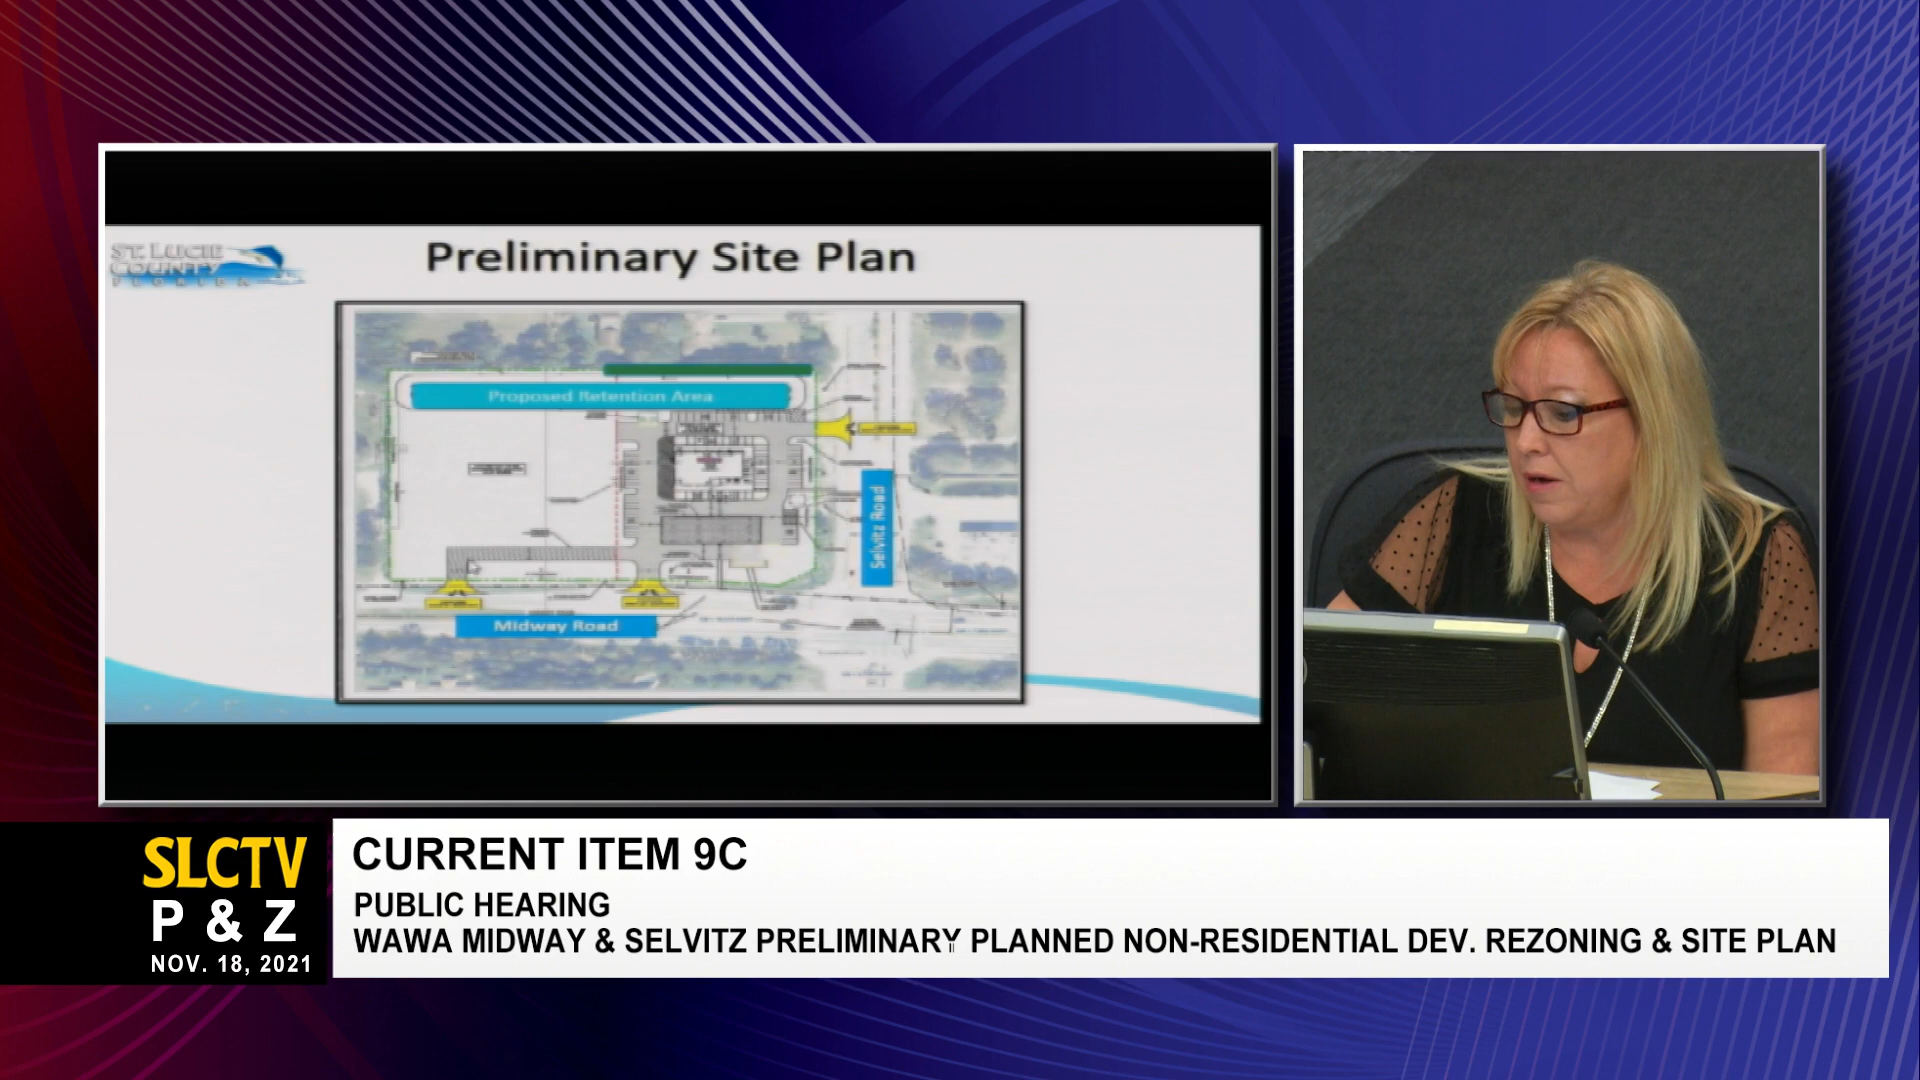 ST. LUCIE
COUNTY
FLORIDA
Preliminary Site Plan
Proposed Retention Area
Selvitz Road
Midway Road
SLCTV
P & Z
NOV. 18, 2021
CURRENT ITEM 9C
PUBLIC HEARING
WAWA MIDWAY & SELVITZ PRELIMINARY PLANNED NON-RESIDENTIAL DEV. REZONING & SITE PLAN